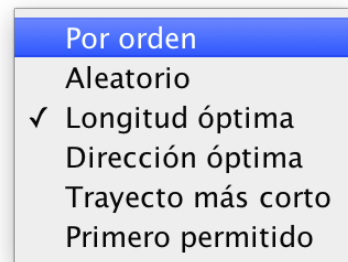 Por orden
Aleatorio
✓ Longitud óptima
Dirección óptima
Trayecto más corto
Primero permitido